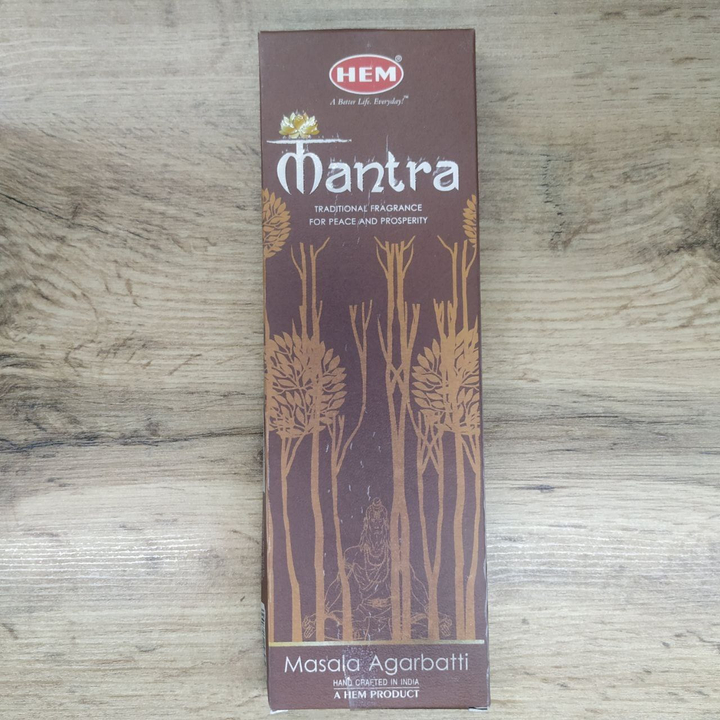 HEM®
A Better Life. Everyday!™
Mantra
TRADITIONAL FRAGRANCE
FOR PEACE AND PROSPERITY
Masala Agarbatti
HAND CRAFTED IN INDIA
A HEM PRODUCT